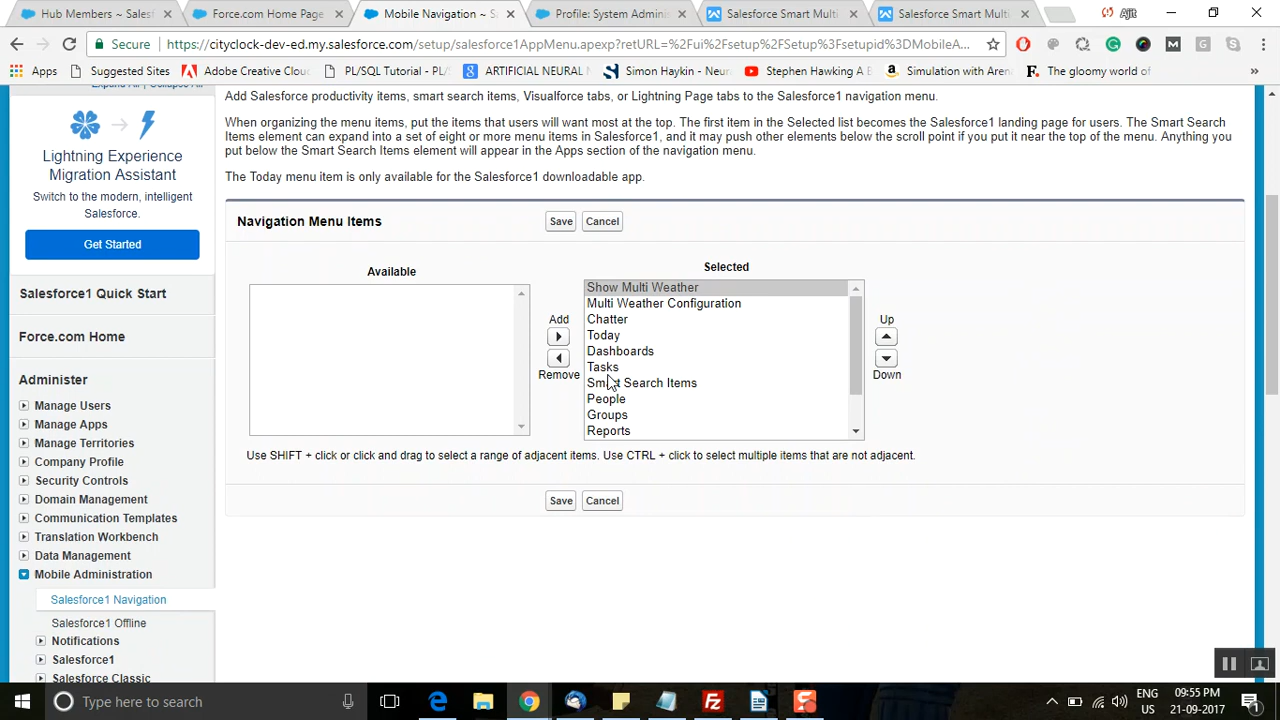 Hub Members ~ Salesf
Force.com Home Page
Mobile Navigation ~ S
Profile: System Admini
Salesforce Smart Multi
Salesforce Smart Multi
Ajit
Secure
https://cityclock-dev-ed.my.salesforce.com/setup/salesforce1AppMenu.apexp?retURL=%2Fui%2Fsetup%2FSetup%3Fsetupid%3DMobileA...
Apps
Suggested Sites
Adobe Creative Clou
PL/SQL Tutorial - PL/
ARTIFICIAL NEURAL
Simon Haykin - Neur
Stephen Hawking A B
Simulation with Aren
The gloomy world of
»
Expand All | Collapse All
Lightning Experience
Migration Assistant
Switch to the modern, intelligent
Salesforce.
Get Started
Salesforce1 Quick Start
Force.com Home
Administer
Manage Users
Manage Apps
Manage Territories
Company Profile
Security Controls
Domain Management
Communication Templates
Translation Workbench
Data Management
Mobile Administration
Salesforce1 Navigation
Salesforce1 Offline
Notifications
Salesforce1
Salesforce Classic
Add Salesforce productivity items, smart search items, Visualforce tabs, or Lightning Page tabs to the Salesforce1 navigation menu.
When organizing the menu items, put the items that users will want most at the top. The first item in the Selected list becomes the Salesforce1 landing page for users. The Smart Search
Items element can expand into a set of eight or more menu items in Salesforce1, and it may push other elements below the scroll point if you put it near the top of the menu. Anything you
put below the Smart Search Items element will appear in the Apps section of the navigation menu.
The Today menu item is only available for the Salesforce1 downloadable app.
Navigation Menu Items
Save
Cancel
Available
Add
Remove
Selected
Show Multi Weather
Multi Weather Configuration
Chatter
Today
Dashboards
Tasks
Smart Search Items
People
Groups
Reports
Up
Down
Use SHIFT + click or click and drag to select a range of adjacent items. Use CTRL + click to select multiple items that are not adjacent.
Save
Cancel
Type here to search
ENG
US
09:55 PM
21-09-2017
1